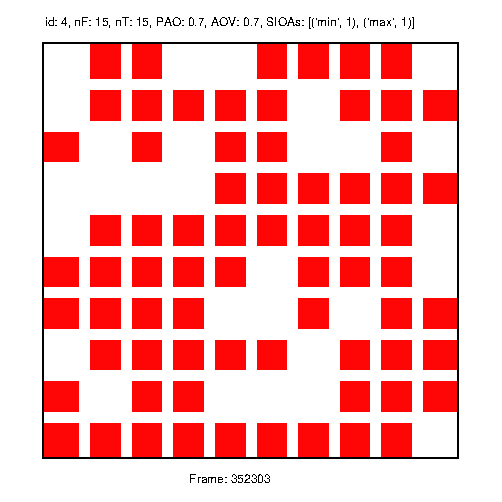 id: 4, nF: 15, nT: 15, PAO: 0.7, AOV: 0.7, SIOAs: [('min', 1), ('max', 1)]
Frame: 352303